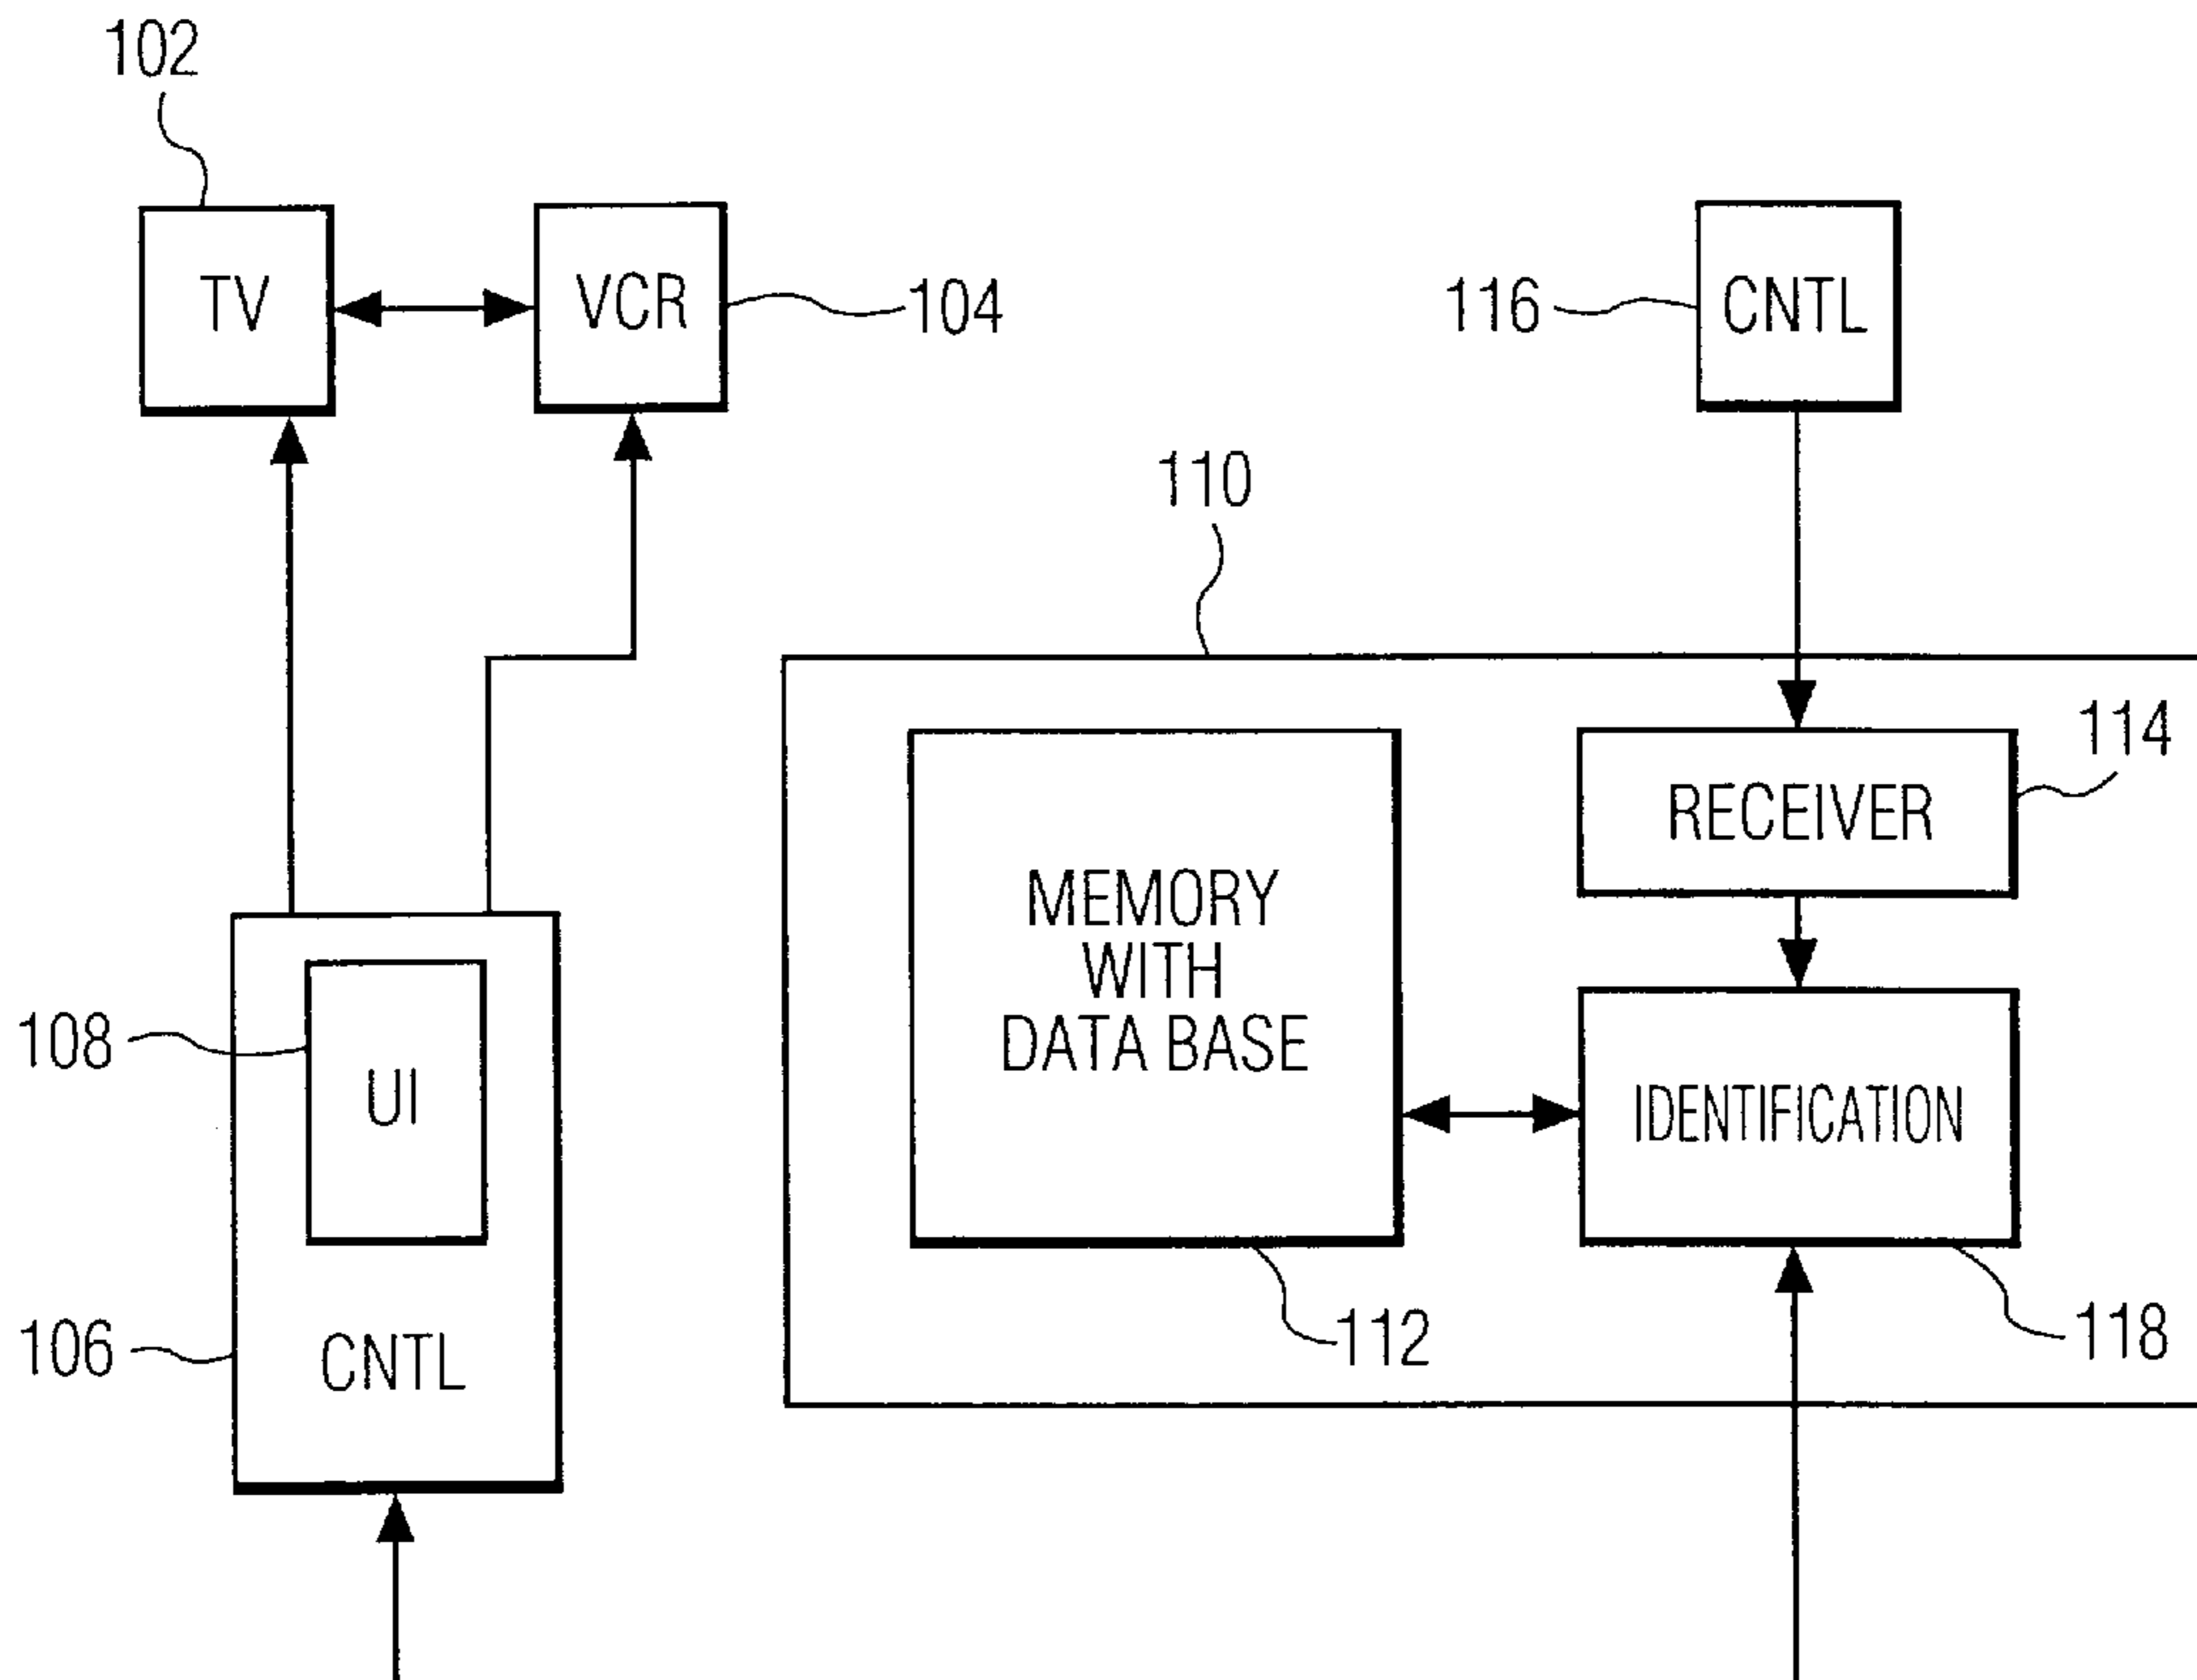 102
TV
VCR
104
116
CNTL
110
114
RECEIVER
MEMORY
WITH
DATA BASE
108
UI
IDENTIFICATION
106
CNTL
112
118